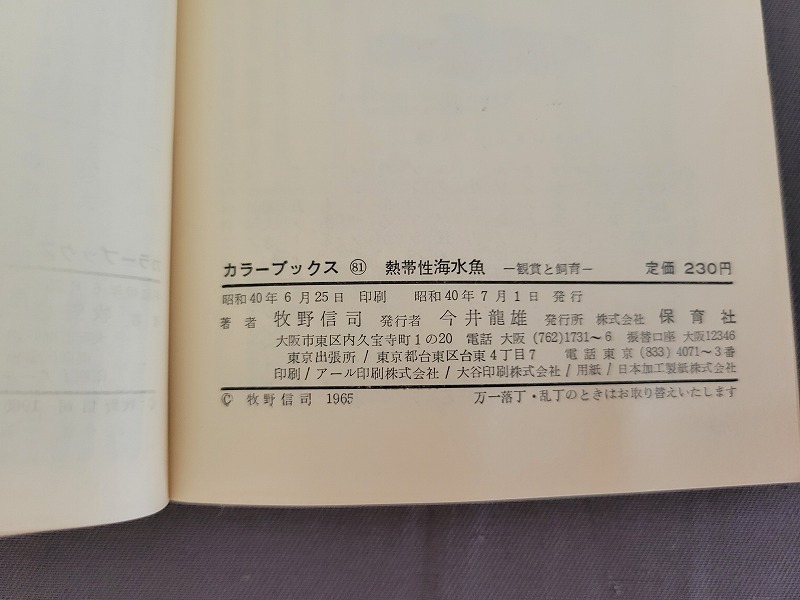 カラーブックス ㊶ 熱帯性海水魚 ―観賞と飼育― 定価 230円
昭和40年6月25日 印刷 昭和40年7月1日 発行
著者 牧野信司 発行者 今井龍雄 発行所 株式会社 保育社
大阪市東区内久宝寺町1の20 電話 大阪 (762)1731～6 振替口座 大阪12346
東京出張所 / 東京都台東区台東4丁目7 電話 東京 (833) 4071～3番
印刷 / アール印刷株式会社 / 大谷印刷株式会社 / 用紙 / 日本加工製紙株式会社
© 牧野信司 1965 万一落丁・乱丁のときはお取り替えいたします